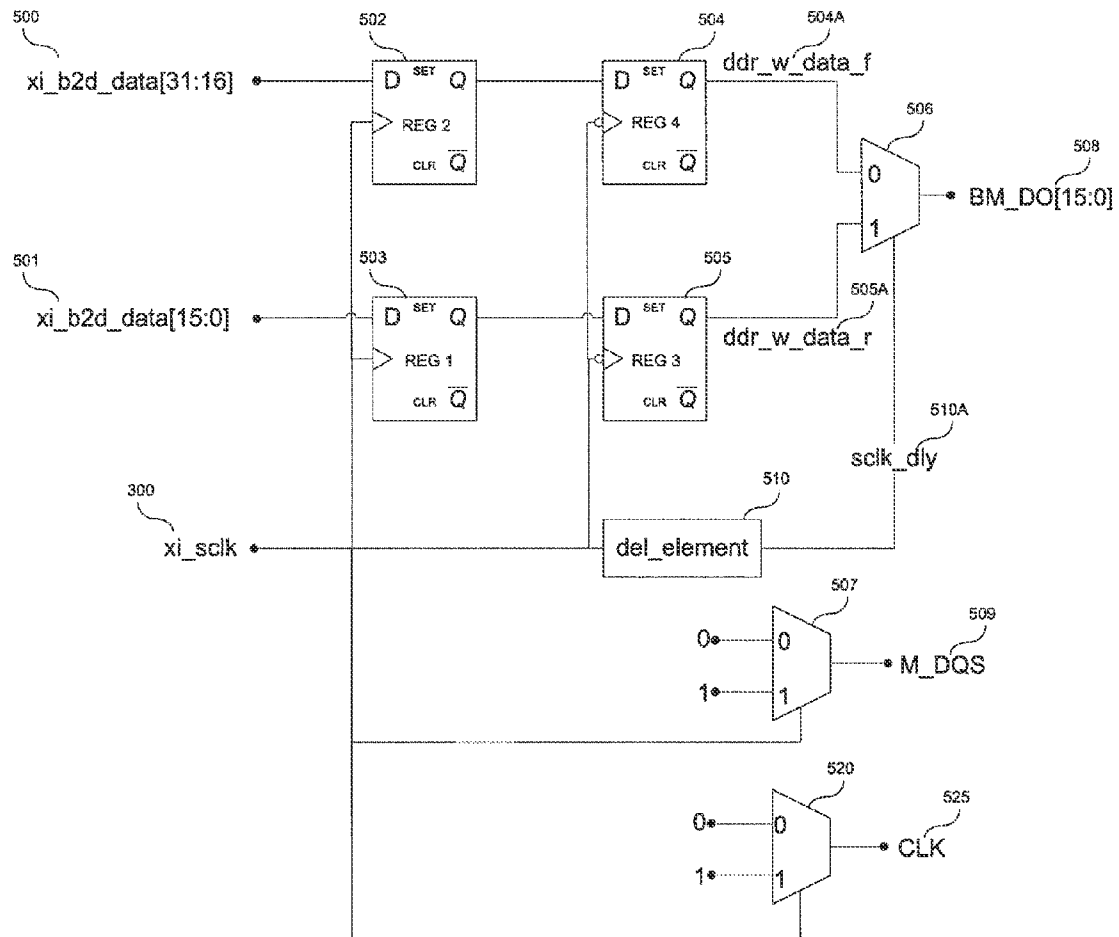 500
xi_b2d_data[31:16]
502
D SET Q
REG 2
CLR Q
504
D SET Q
REG 4
CLR Q
504A
ddr_w_data_f
506
0
1
508
BM_DO[15:0]
501
xi_b2d_data[15:0]
503
D SET Q
REG 1
CLR Q
505
D SET Q
REG 3
CLR Q
505A
ddr_w_data_r
510A
sclk_dly
300
xi_sclk
510
del_element
507
0 0
1 1
509
M_DQS
520
0 0
1 1
525
CLK